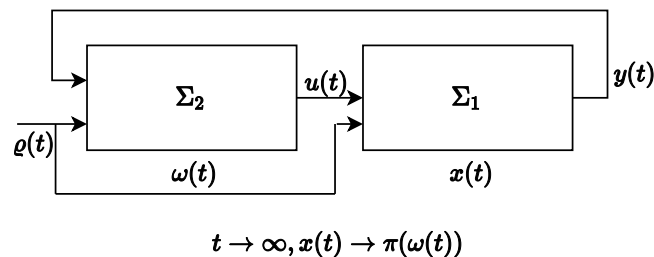 Σ₂
u(t)
Σ₁
y(t)
ϱ(t)
ω(t)
x(t)
t → ∞, x(t) → π(ω(t))